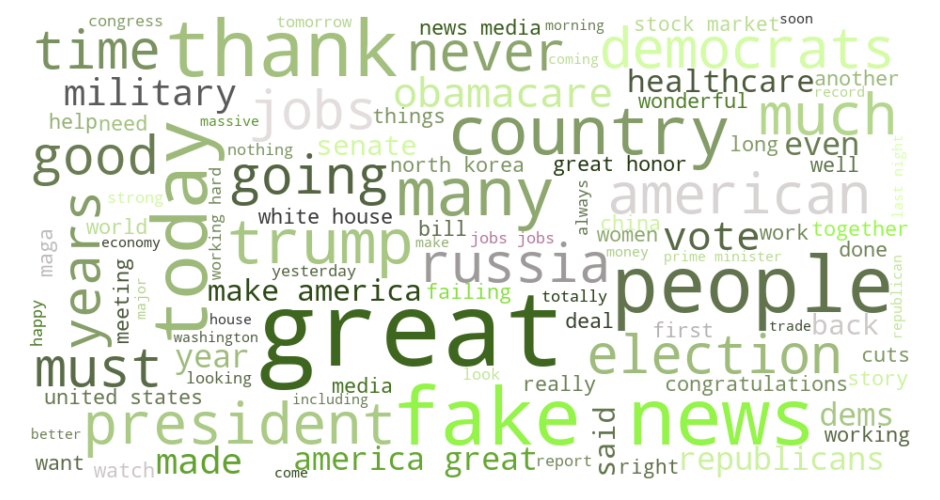 congress
tomorrow
news media
morning
stock market
soon
time
thank
never
coming
democrats
military
jobs
obamacare
healthcare
another
record
wonderful
much
help
need
massive
things
country
long
even
good
today
nothing
senate
north korea
great honor
well
last night
years
strong
going
many
always
american
world
working hard
white house
bill
china
women
vote
work
together
maga
economy
trump
make
jobs jobs
russia
money
prime minister
done
meeting
major
yesterday
make america
failing
totally
people
republican
happy
house
great
deal
first
trade
back
washington
must
year
looking
media
look
really
election
cuts
congratulations
story
united states
including
president
fake news
said
dems
better
working
want
watch
made
america great
come
report
right
republicans